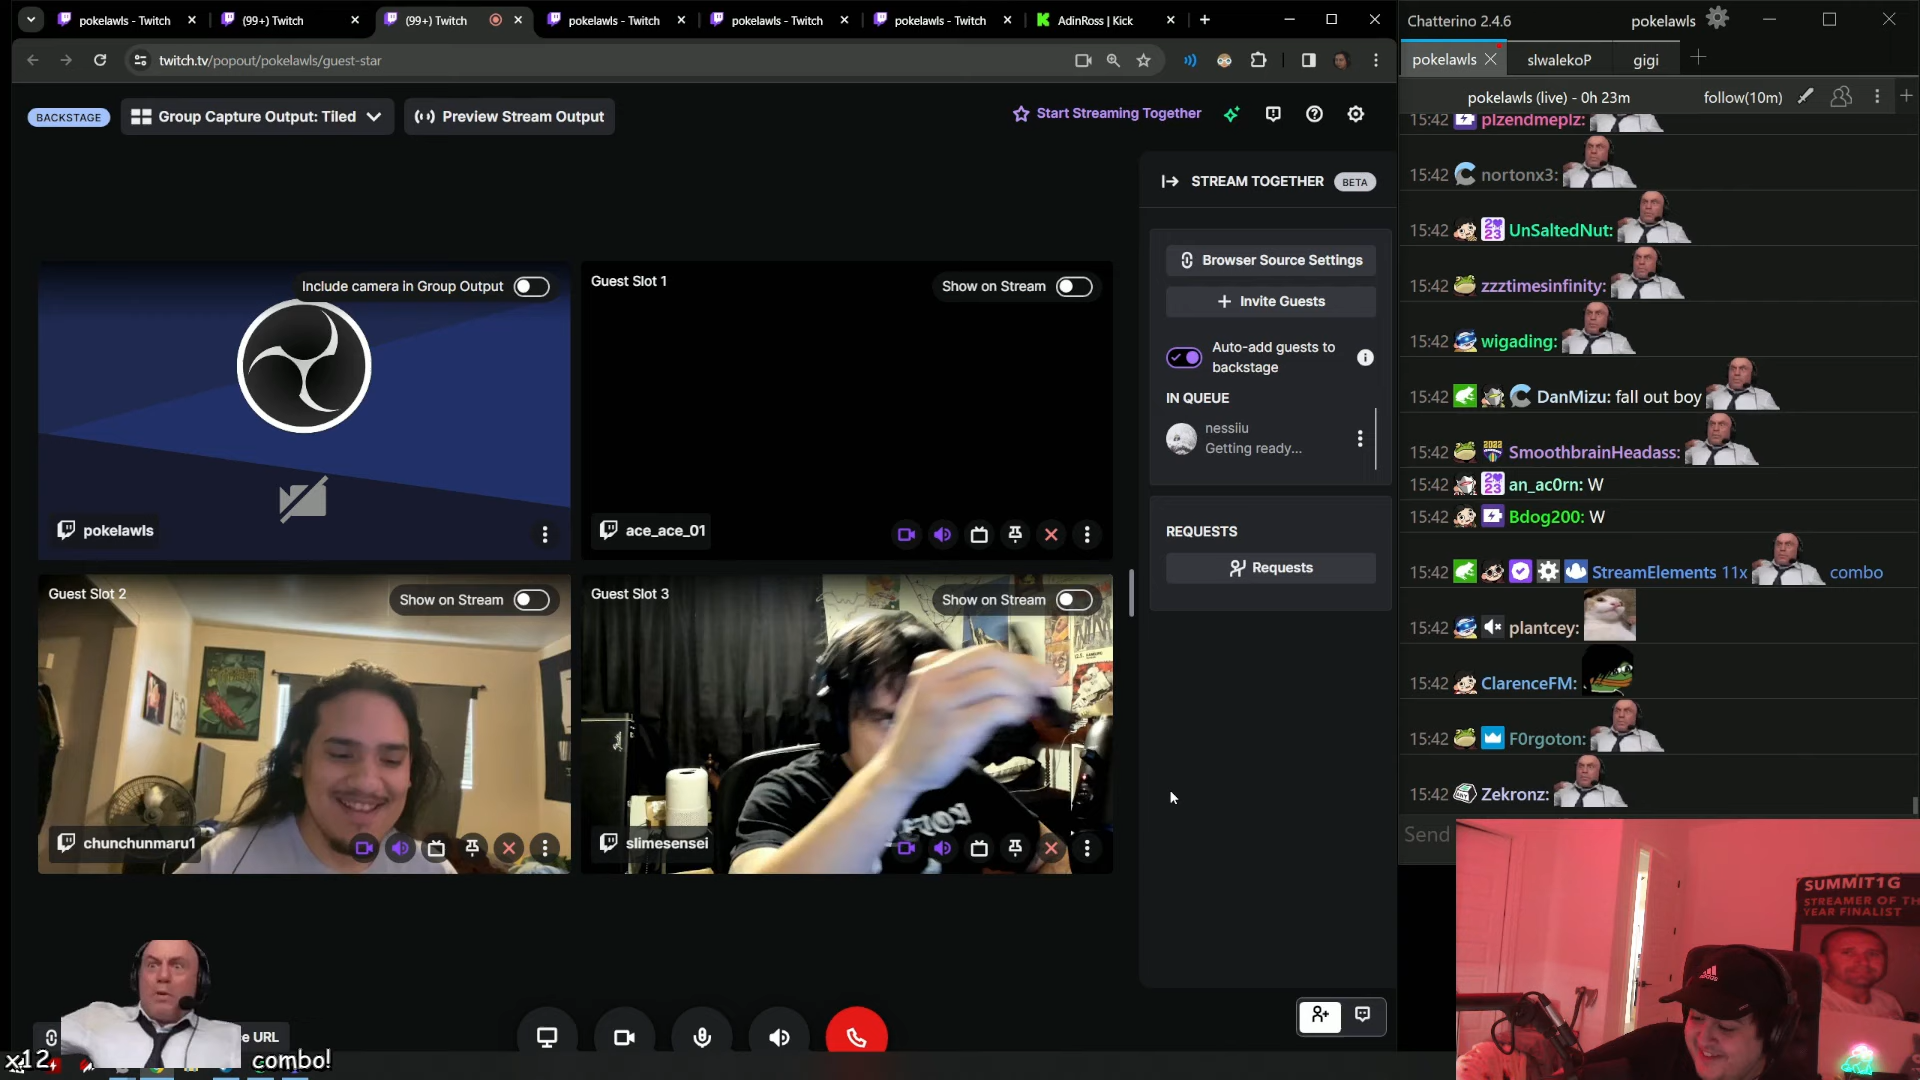 pokelawls - Twitch
(99+) Twitch
(99+) Twitch
pokelawls - Twitch
pokelawls - Twitch
pokelawls - Twitch
AdinRoss | Kick
twitch.tv/popout/pokelawls/guest-star
BACKSTAGE
Group Capture Output: Tiled
Preview Stream Output
Start Streaming Together
Include camera in Group Output
pokelawls
Guest Slot 1
Show on Stream
ace_ace_01
Guest Slot 2
Show on Stream
chunchunmaru1
Guest Slot 3
Show on Stream
slimesensei
STREAM TOGETHER BETA
Browser Source Settings
Invite Guests
Auto-add guests to
backstage
IN QUEUE
nessiiu
Getting ready...
REQUESTS
Requests
e URL
x12
combo!
Chatterino 2.4.6
pokelawls
pokelawls
slwalekoP
gigi
pokelawls (live) - 0h 23m
follow(10m)
15:42 plzendmeplz:
15:42 nortonx3:
15:42 UnSaltedNut:
15:42 zzztimesinfinity:
15:42 wigading:
15:42 DanMizu: fall out boy
15:42 SmoothbrainHeadass:
15:42 an_ac0rn: W
15:42 Bdog200: W
15:42 StreamElements 11x combo
15:42 plantcey:
15:42 ClarenceFM:
15:42 F0rgoton:
15:42 Zekronz:
Send
SUMMIT1G
STREAMER OF TH
YEAR FINALIST